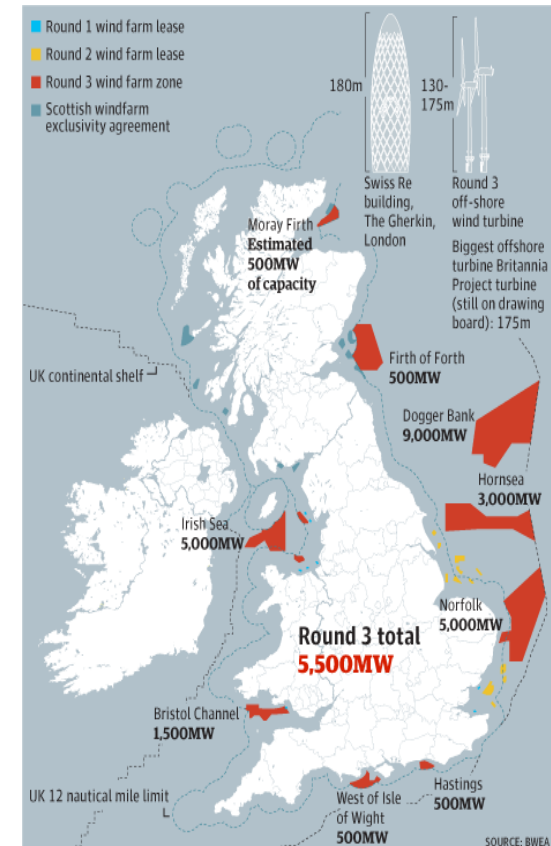 Round 1 wind farm lease
Round 2 wind farm lease
Round 3 wind farm zone
Scottish windfarm
exclusivity agreement
180m
130-
175m
Swiss Re
building,
The Gherkin,
London
Round 3
off-shore
wind turbine
Biggest offshore
turbine Britannia
Project turbine
(still on drawing
board): 175m
Moray Firth
Estimated
500MW
of capacity
UK continental shelf
Firth of Forth
500MW
Dogger Bank
9,000MW
Hornsea
3,000MW
Irish Sea
5,000MW
Norfolk
5,000MW
Round 3 total
5,500MW
Bristol Channel
1,500MW
UK 12 nautical mile limit
West of Isle
of Wight
500MW
Hastings
500MW
SOURCE: BWEA